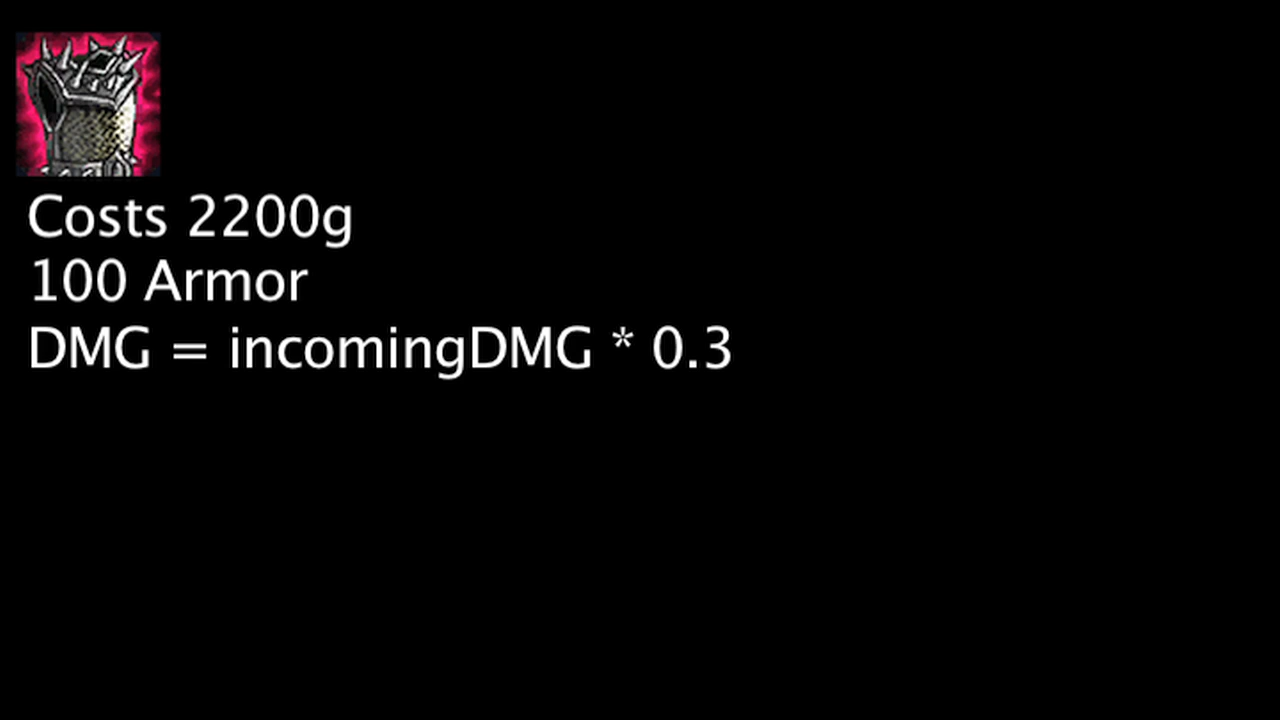 Costs 2200g
100 Armor
DMG = incomingDMG * 0.3